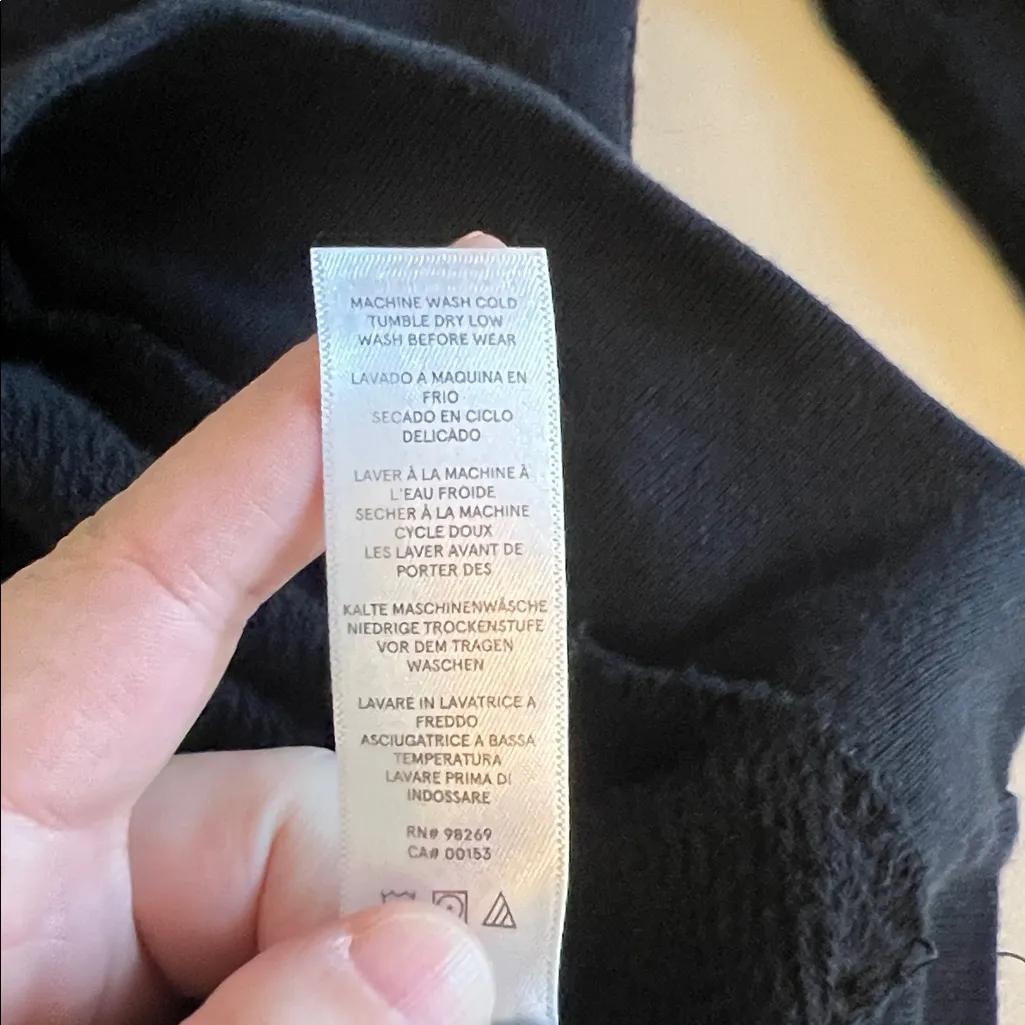 MACHINE WASH COLD
TUMBLE DRY LOW
WASH BEFORE WEAR
LAVADO A MAQUINA EN
FRIO
SECADO EN CICLO
DELICADO
LAVER À LA MACHINE À
L'EAU FROIDE
SECHER À LA MACHINE
CYCLE DOUX
LES LAVER AVANT DE
PORTER DES
KALTE MASCHINENWÄSCHE
NIEDRIGE TROCKENSTUFE
VOR DEM TRAGEN
WASCHEN
LAVARE IN LAVATRICE A
FREDDO
ASCIUGATRICE A BASSA
TEMPERATURA
LAVARE PRIMA DI
INDOSSARE
RN# 98269
CA# 00153